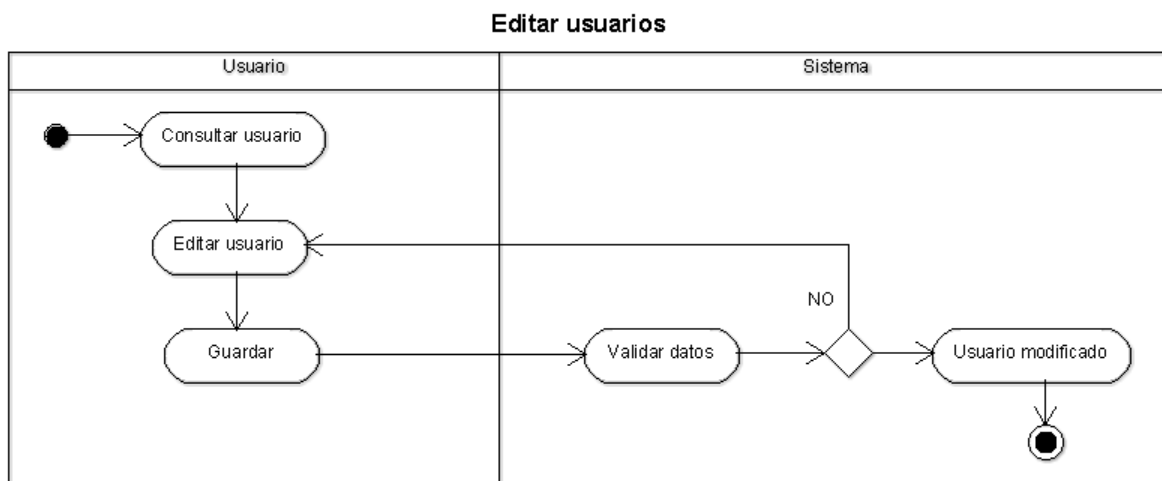 Editar usuarios
Usuario
Sistema
Consultar usuario
Editar usuario
NO
Guardar
Validar datos
Usuario modificado